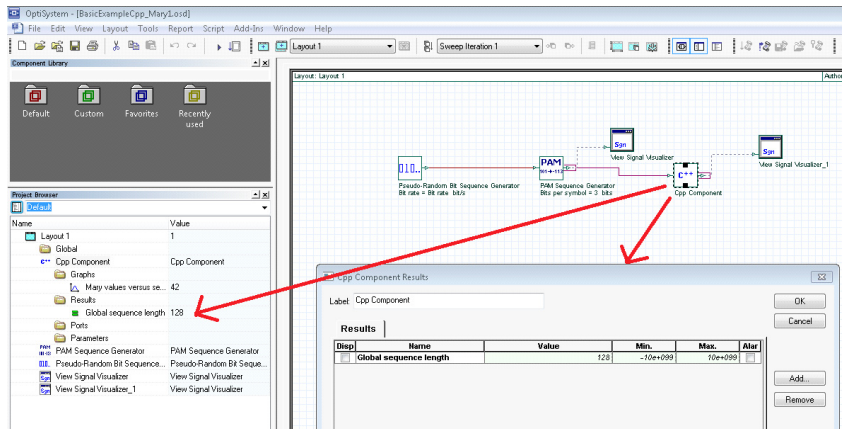 OptiSystem - [BasicExampleCpp_Mary1.osd]
File Edit View Layout Tools Report Script Add-Ins Window Help
Layout 1
Sweep Iteration 1
Component Library
Default
Custom
Favorites
Recently used
Project Browser
Default
Name Value
Layout 1 1
Global
C++ Cpp Component Cpp Component
Graphs
Mary values versus se... 42
Results
Global sequence length 128
Ports
Parameters
PAM Sequence Generator PAM Sequence Generator
Pseudo-Random Bit Sequence... Pseudo-Random Bit Seque...
View Signal Visualizer View Signal Visualizer
View Signal Visualizer_1 View Signal Visualizer
Layout: Layout 1
Autho
010..
Pseudo-Random Bit Sequence Generator
Bit rate = Bit rate bit/s
PAM
PAM Sequence Generator
Bits per symbol = 3 bits
Sgn
View Signal Visualizer
C++
Cpp Component
Sgn
View Signal Visualizer_1
Cpp Component Results
Label: Cpp Component
OK
Cancel
Results
Disp Name Value Min. Max. Alar
Global sequence length 128 -10e+099 10e+099
Add...
Remove